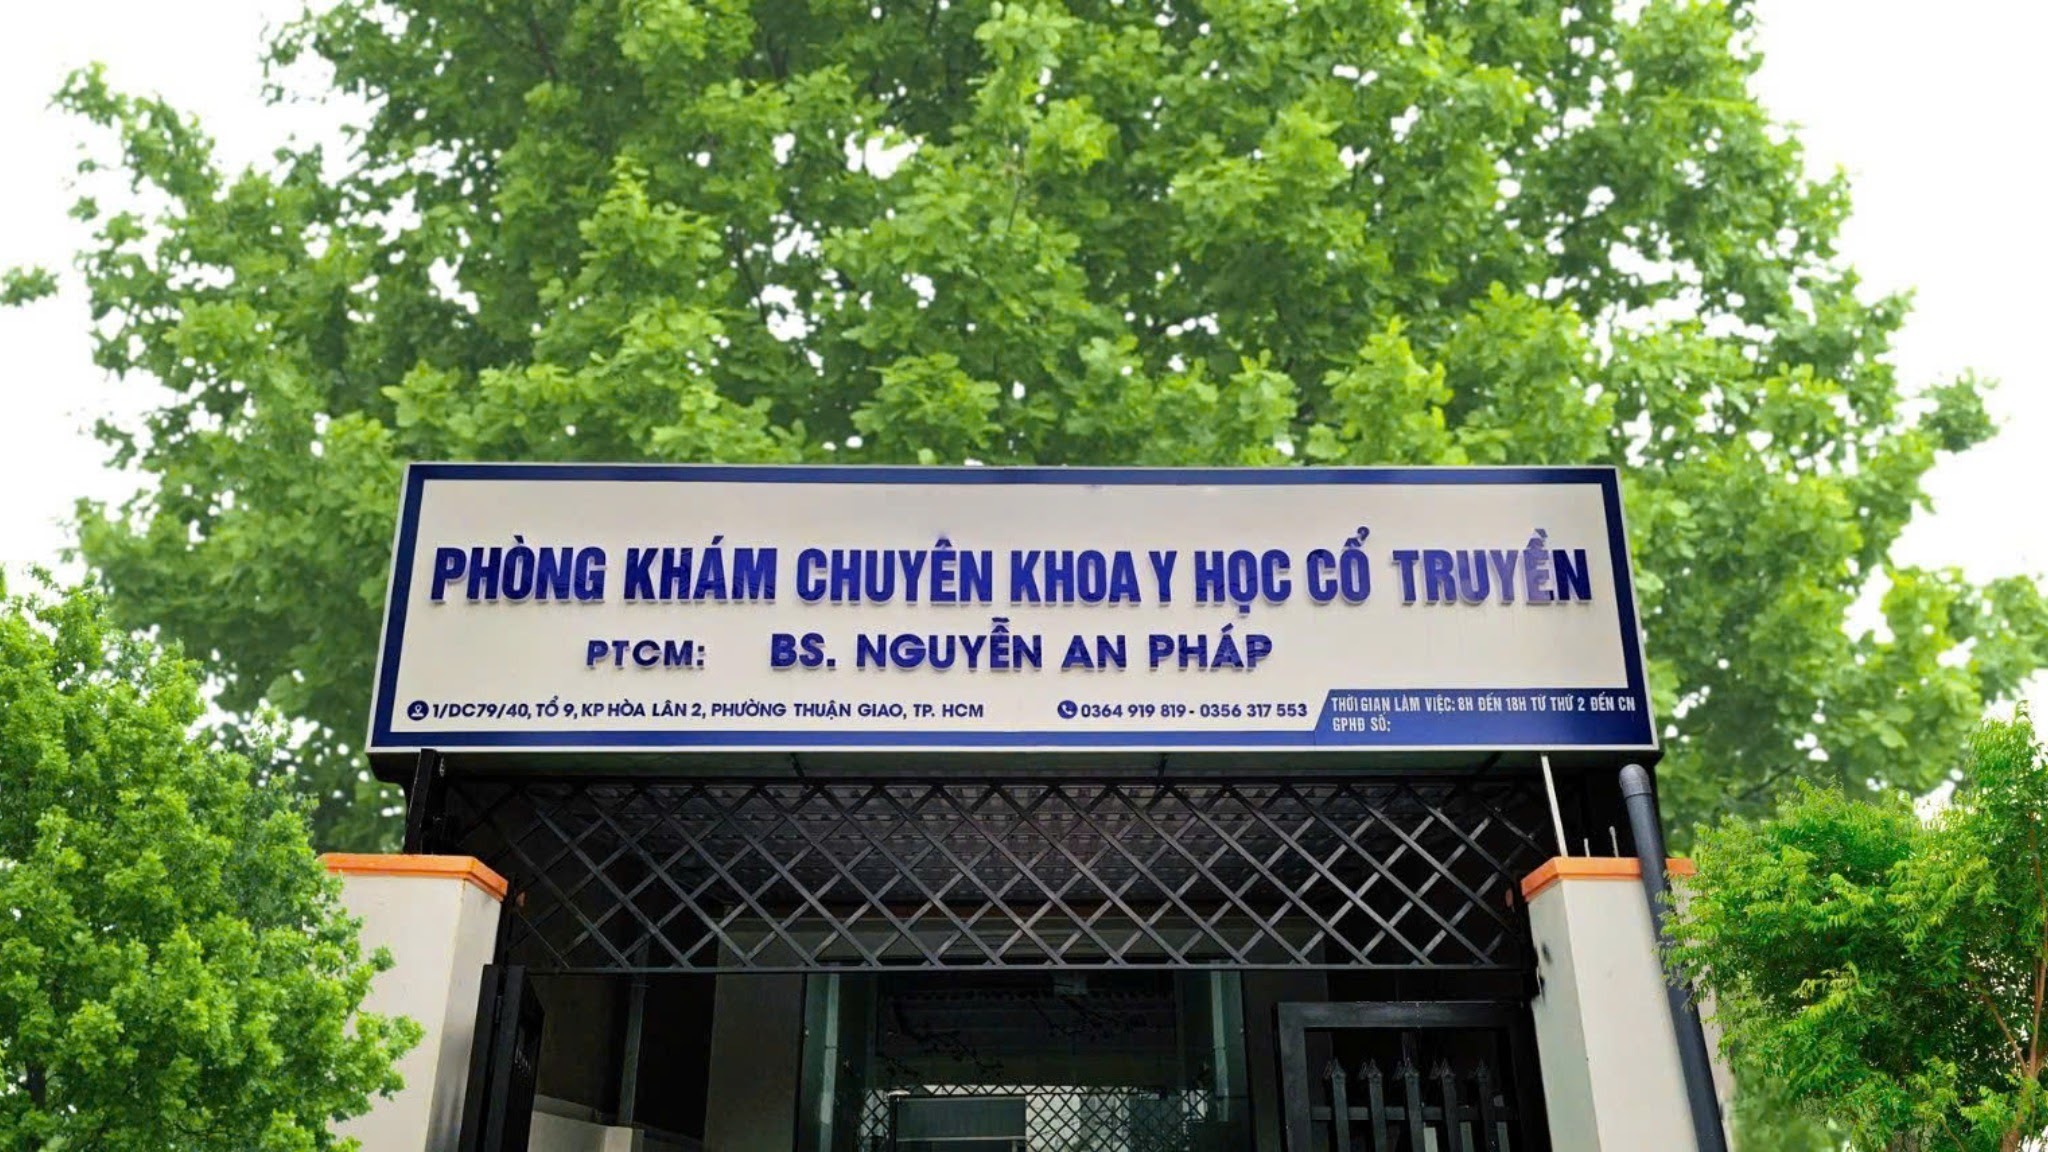 PHÒNG KHÁM CHUYÊN KHOA Y HỌC CỔ TRUYỀN
PTCM: BS. NGUYỄN AN PHÁP
1/DC79/40, TỔ 9, KP HÒA LÂN 2, PHƯỜNG THUẬN GIAO, TP. HCM
0364 919 819 - 0356 317 553
THỜI GIAN LÀM VIỆC: 8H ĐẾN 18H TỪ THỨ 2 ĐẾN CN
GPHĐ SỐ: